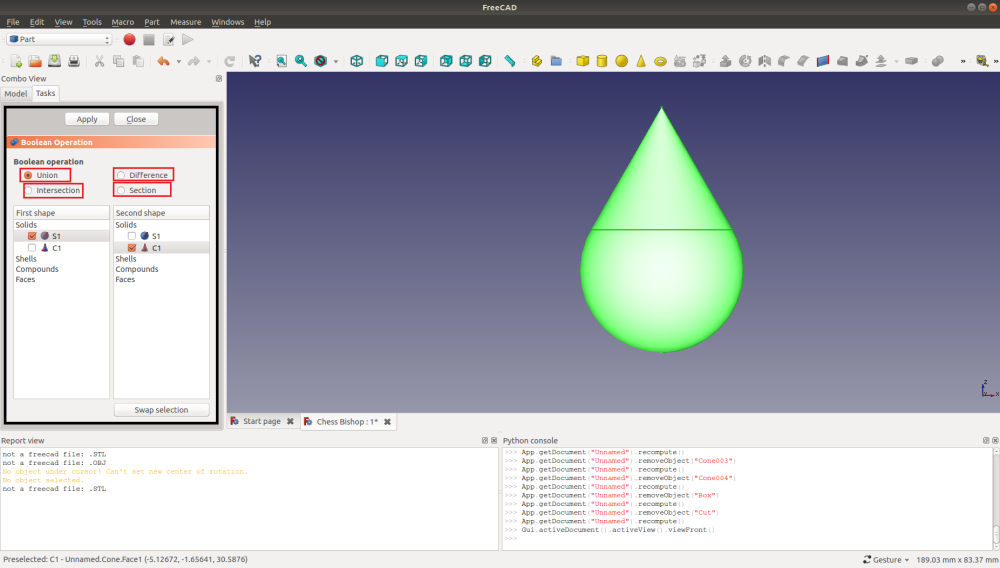 FreeCAD
File Edit View Tools Macro Part Measure Windows Help
Part
Combo View
Model Tasks
Apply Close
Boolean Operation
Boolean operation
Union Difference
Intersection Section
First shape Second shape
Solids Solids
S1 S1
C1 C1
Shells Shells
Compounds Compounds
Faces Faces
Swap selection
Z
Y X
Start page Chess Bishop : 1*
Report view
not a freecad file: .STL
not a freecad file: .OBJ
No object under cursor! Can't set new center of rotation.
No object selected.
not a freecad file: .STL
Python console
>>> App.getDocument("Unnamed").recompute()
>>> App.getDocument("Unnamed").removeObject("Cone003")
>>> App.getDocument("Unnamed").recompute()
>>> App.getDocument("Unnamed").removeObject("Cone004")
>>> App.getDocument("Unnamed").recompute()
>>> App.getDocument("Unnamed").removeObject("Box")
>>> App.getDocument("Unnamed").recompute()
>>> App.getDocument("Unnamed").removeObject("Cut")
>>> App.getDocument("Unnamed").recompute()
>>> Gui.activeDocument().activeView().viewFront()
>>>
Preselected: C1 - Unnamed.Cone.Face1 (-5.12672, -1.65641, 30.5876) Gesture 189.03 mm x 83.37 mm